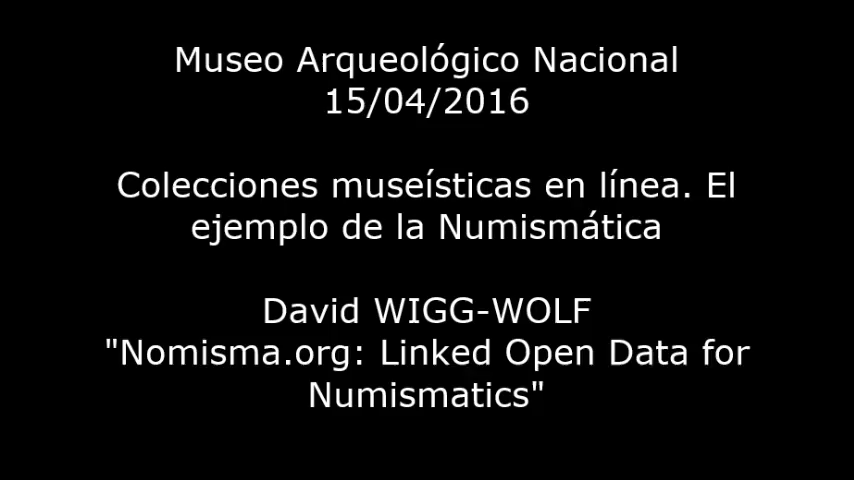 Museo Arqueológico Nacional
15/04/2016
Colecciones museísticas en línea. El
ejemplo de la Numismática
David WIGG-WOLF
"Nomisma.org: Linked Open Data for
Numismatics"